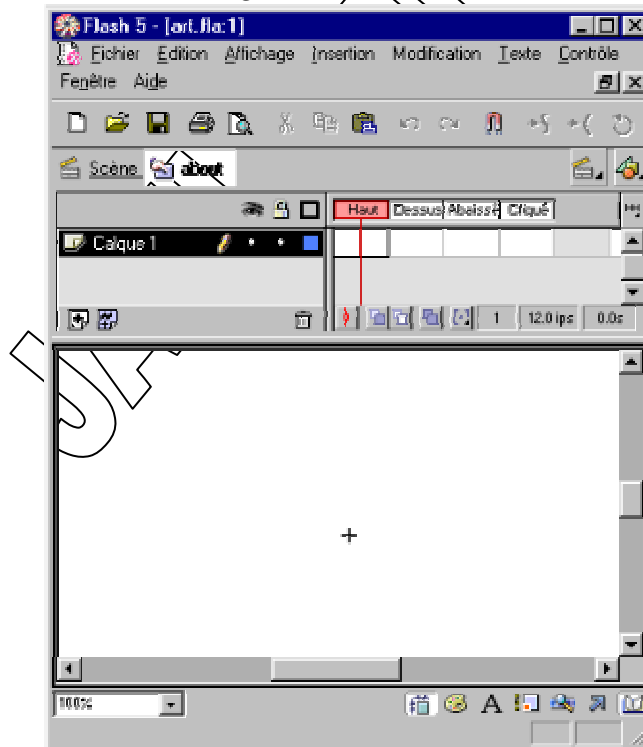 Flash 5 - [art.fla:1]
Fichier Edition Affichage Insertion Modification Texte Contrôle
Fenêtre Aide
Scène about
Haut Dessus Abaissé Cliqué
Calque 1
1 12.0 ips 0.0s
100%